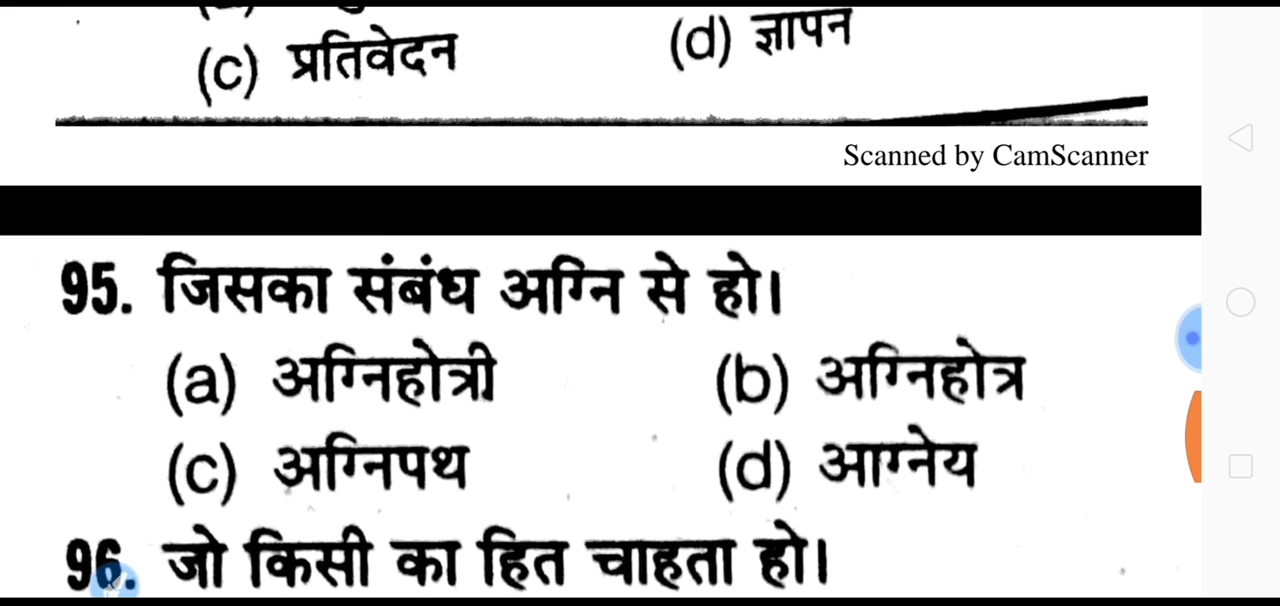 (c) प्रतिवेदन (d) ज्ञापन
Scanned by CamScanner
95. जिसका संबंध अग्नि से हो।
(a) अग्निहोत्री (b) अग्निहोत्र
(c) अग्निपथ (d) आग्नेय
96. जो किसी का हित चाहता हो।